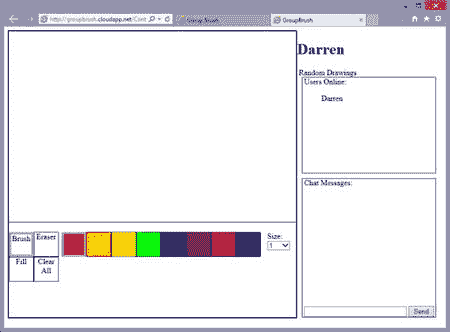 http://groupbrush.cloudapp.net/Cont
Group Brush
GroupBrush
Darren
Random Drawings
Users Online:
Darren
Chat Messages:
Brush
Eraser
Size:
1
Fill
Clear
All
Send